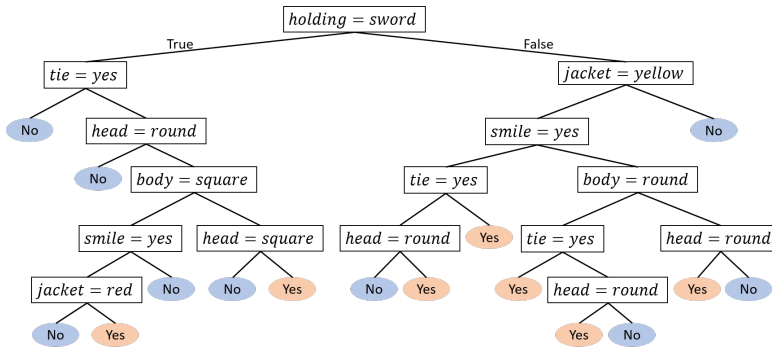 holding = sword
True
False
tie = yes
jacket = yellow
No
head = round
smile = yes
No
No
body = square
tie = yes
body = round
smile = yes
head = square
head = round
Yes
tie = yes
head = round
jacket = red
No
No
Yes
No
Yes
Yes
head = round
Yes
No
No
Yes
Yes
No